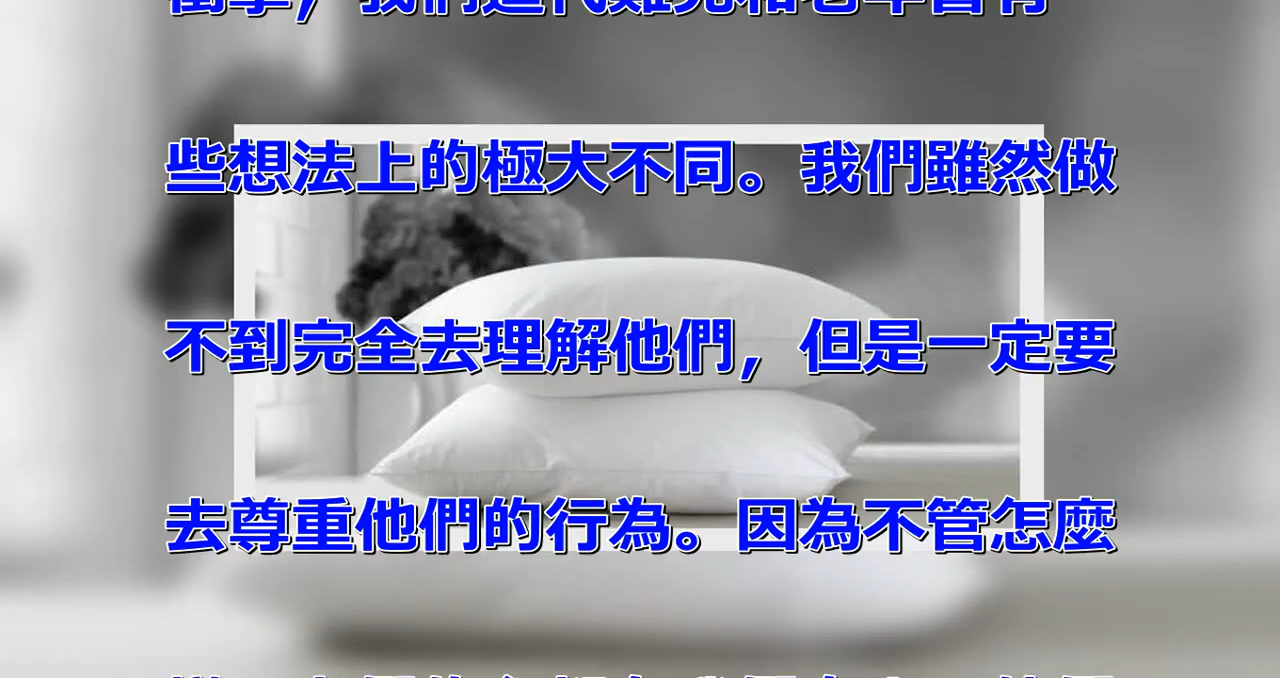 些想法上的極大不同。我們雖然做
不到完全去理解他們，但是一定要
去尊重他們的行為。因為不管怎麼